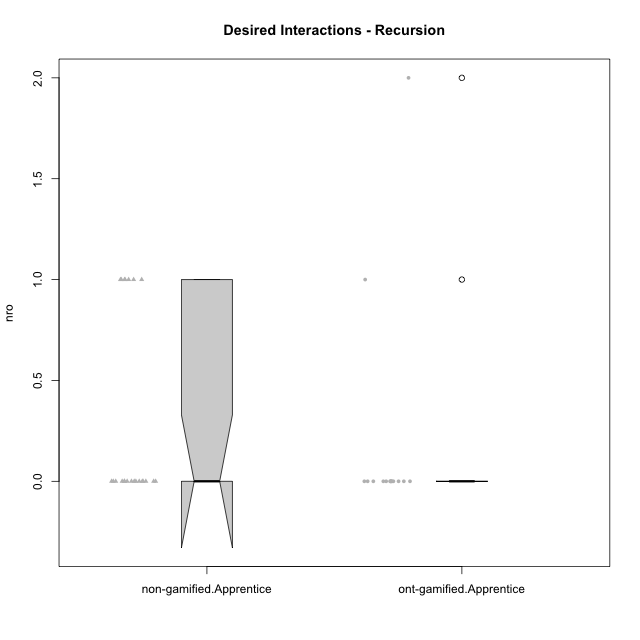 Desired Interactions - Recursion
2.0
1.5
1.0
0.5
0.0
nro
non-gamified.Apprentice
ont-gamified.Apprentice